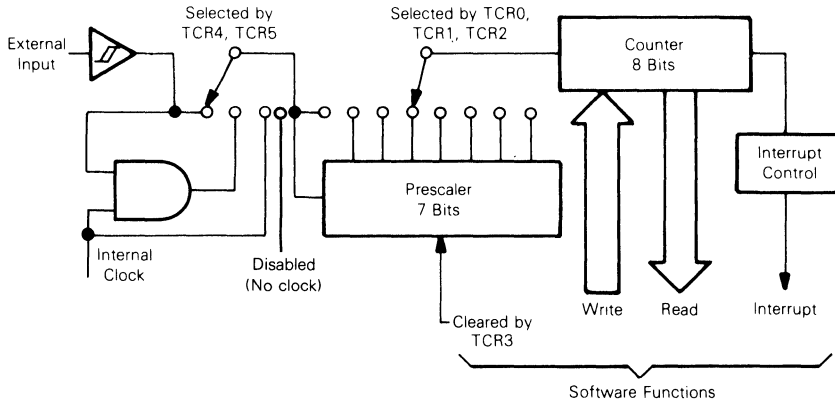 External
Input
Selected by
TCR4, TCR5
Selected by TCR0,
TCR1, TCR2
Counter
8 Bits
Interrupt
Control
Prescaler
7 Bits
Internal
Clock
Disabled
(No clock)
Cleared by
TCR3
Write
Read
Interrupt
Software Functions